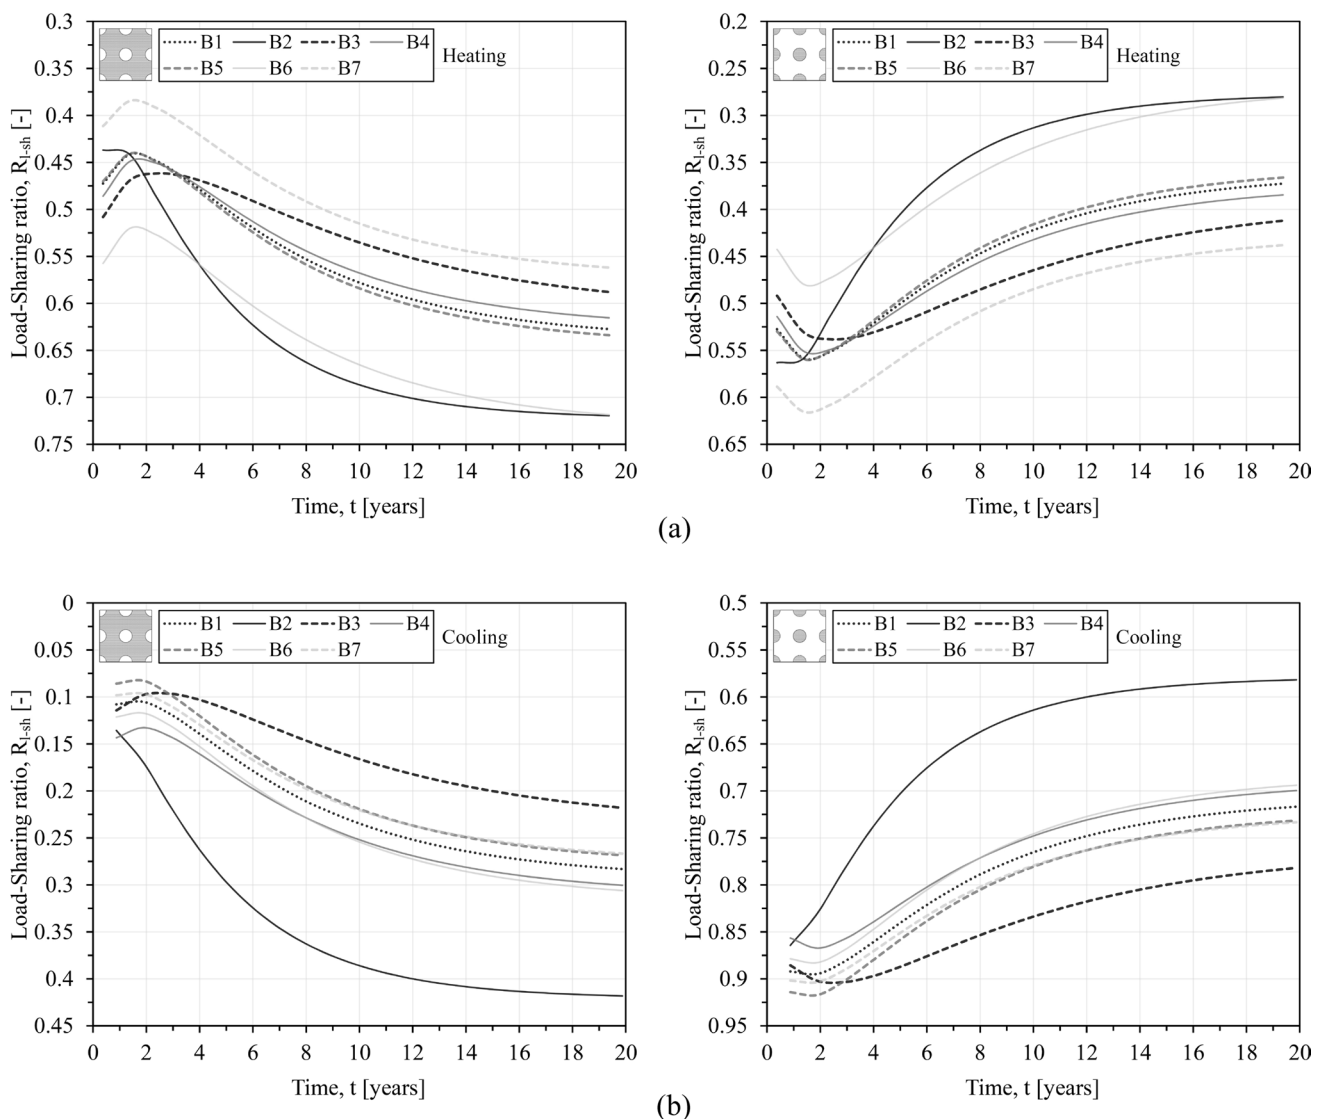 0.3
0.35
0.4
0.45
0.5
0.55
0.6
0.65
0.7
0.75
Load-Sharing ratio, Rl-sh [-]
B1 B2 B3 B4
B5 B6 B7
Heating
0 2 4 6 8 10 12 14 16 18 20
Time, t [years]
0.2
0.25
0.3
0.35
0.4
0.45
0.5
0.55
0.6
0.65
Load-Sharing ratio, Rl-sh [-]
B1 B2 B3 B4
B5 B6 B7
Heating
0 2 4 6 8 10 12 14 16 18 20
Time, t [years]
(a)
0
0.05
0.1
0.15
0.2
0.25
0.3
0.35
0.4
0.45
Load-Sharing ratio, Rl-sh [-]
B1 B2 B3 B4
B5 B6 B7
Cooling
0 2 4 6 8 10 12 14 16 18 20
Time, t [years]
0.5
0.55
0.6
0.65
0.7
0.75
0.8
0.85
0.9
0.95
Load-Sharing ratio, Rl-sh [-]
B1 B2 B3 B4
B5 B6 B7
Cooling
0 2 4 6 8 10 12 14 16 18 20
Time, t [years]
(b)